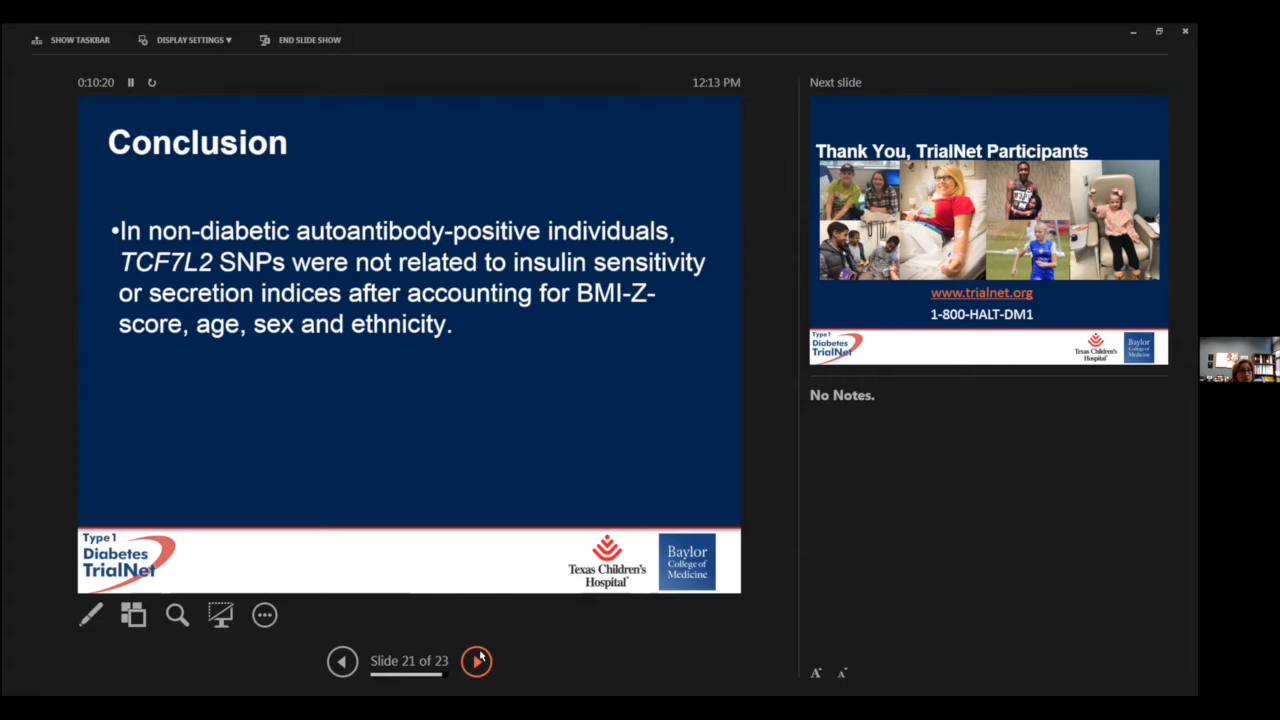 SHOW TASKBAR
DISPLAY SETTINGS ▼
END SLIDE SHOW
0:10:20
12:13 PM
Conclusion
•In non-diabetic autoantibody-positive individuals,
TCF7L2 SNPs were not related to insulin sensitivity
or secretion indices after accounting for BMI-Z-
score, age, sex and ethnicity.
Type 1
Diabetes
TrialNet
Texas Children's
Hospital
Baylor
College of
Medicine
Slide 21 of 23
Next slide
Thank You, TrialNet Participants
www.trialnet.org
1-800-HALT-DM1
Type 1
Diabetes
TrialNet
Texas Children's
Hospital
Baylor
College of
Medicine
No Notes.
A
A